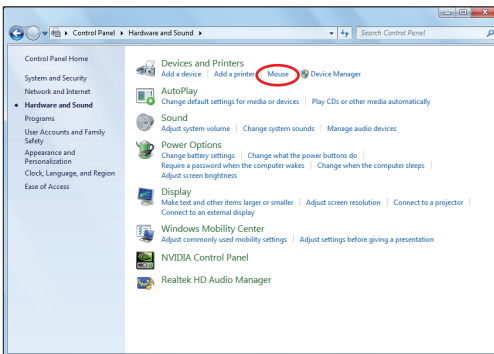 Control Panel ▸ Hardware and Sound ▸
Search Control Panel
Control Panel Home
System and Security
Network and Internet
Hardware and Sound
Programs
User Accounts and Family
Safety
Appearance and
Personalization
Clock, Language, and Region
Ease of Access
Devices and Printers
Add a device | Add a printer | Mouse | Device Manager
AutoPlay
Change default settings for media or devices | Play CDs or other media automatically
Sound
Adjust system volume | Change system sounds | Manage audio devices
Power Options
Change battery settings | Change what the power buttons do |
Require a password when the computer wakes | Change when the computer sleeps |
Adjust screen brightness
Display
Make text and other items larger or smaller | Adjust screen resolution | Connect to a projector |
Connect to an external display
Windows Mobility Center
Adjust commonly used mobility settings | Adjust settings before giving a presentation
NVIDIA Control Panel
Realtek HD Audio Manager